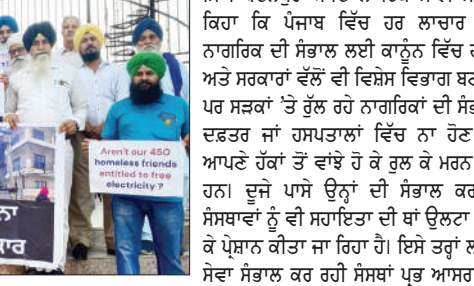 ਕਿਹਾ ਕਿ ਪੰਜਾਬ ਵਿੱਚ ਹਰ ਲਾਚਾਰ
ਨਾਗਰਿਕ ਦੀ ਸੰਭਾਲ ਲਈ ਕਾਨੂੰਨ ਵਿੱਚ
ਅਤੇ ਸਰਕਾਰਾਂ ਵੱਲੋਂ ਵੀ ਵਿਸ਼ੇਸ ਵਿਭਾਗ
ਪਰ ਸੜਕਾਂ 'ਤੇ ਰੁੱਲ ਰਹੇ ਨਾਗਰਿਕਾਂ ਦੀ
ਦਫ਼ਤਰ ਜਾਂ ਹਸਪਤਾਲਾਂ ਵਿੱਚ ਨਾ ਹੋਣ
ਆਪਣੇ ਹੱਕਾਂ ਤੋਂ ਵਾਂਝੇ ਹੋ ਕੇ ਰੁਲ ਕੇ ਮਰਨ
ਹਨ। ਦੂਜੇ ਪਾਸੇ ਉਨ੍ਹਾਂ ਦੀ ਸੰਭਾਲ ਕਰ
ਸੰਸਥਾਵਾਂ ਨੂੰ ਵੀ ਸਹਾਇਤਾ ਦੀ ਥਾਂ ਉਲਟਾ
ਕੇ ਪ੍ਰੇਸ਼ਾਨ ਕੀਤਾ ਜਾ ਰਿਹਾ ਹੈ। ਇਸੇ ਤਰ੍ਹਾਂ
ਸੇਵਾ ਸੰਭਾਲ ਕਰ ਰਹੀ ਸੰਸਥਾਂ ਪ੍ਰਭ ਆਸਰਾ
Aren't our 450
homeless friends
entitled to free
electricity ?
ਨਾ
ਕਾਰ